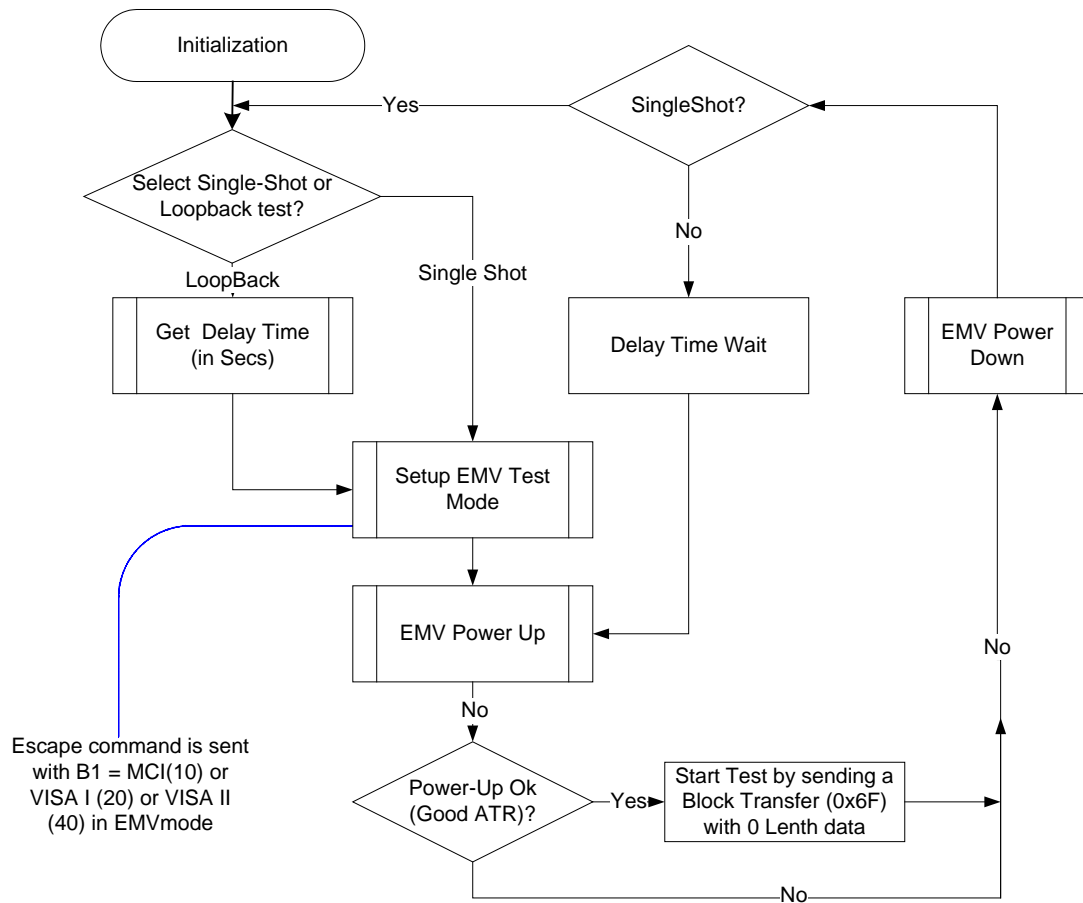 Initialization
Yes
SingleShot?
Select Single-Shot or
Loopback test?
No
LoopBack
Single Shot
Get  Delay Time
(in Secs)
Delay Time Wait
EMV Power
Down
Setup EMV Test
Mode
EMV Power Up
No
No
Escape command is sent
with B1 = MCI(10) or
VISA I (20) or VISA II
(40) in EMVmode
Power-Up Ok
(Good ATR)?
Yes
Start Test by sending a
Block Transfer (0x6F)
with 0 Lenth data
No